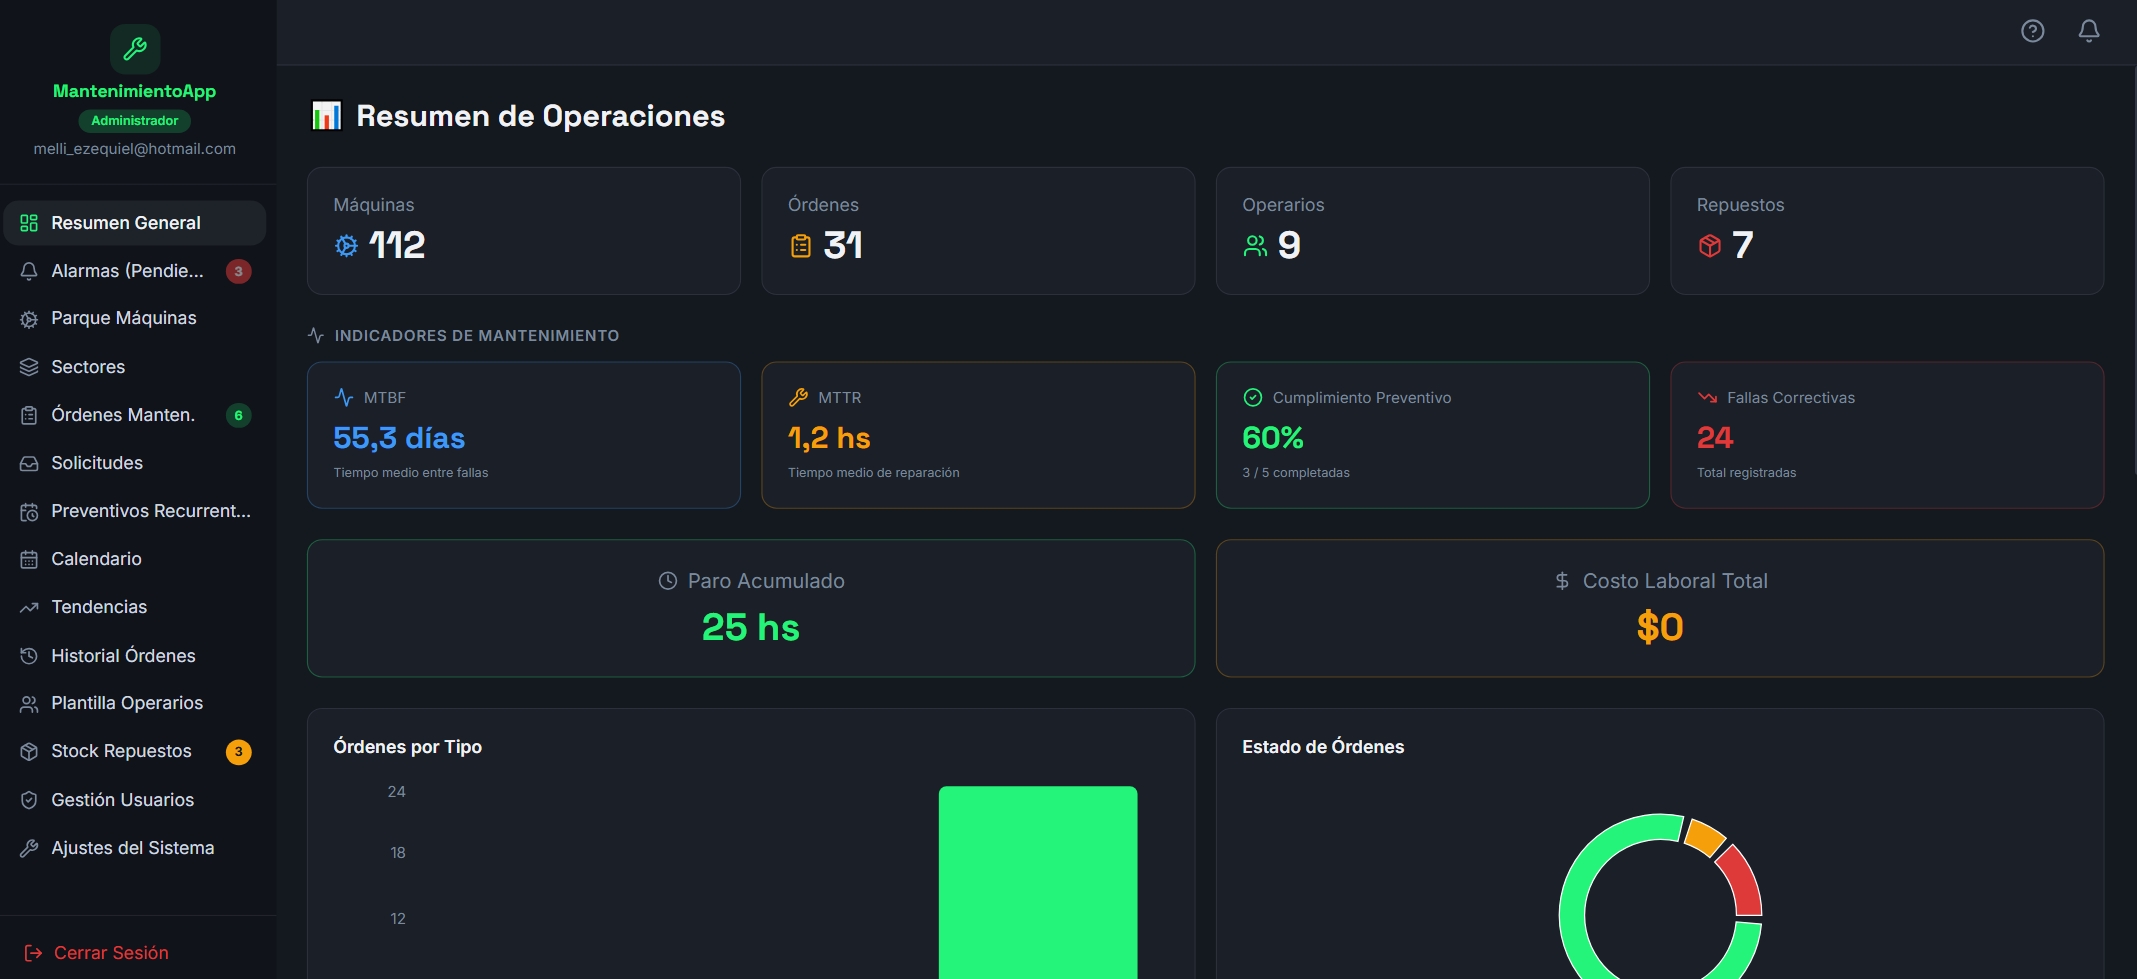 MantenimientoApp
Administrador
melli_ezequiel@hotmail.com
Resumen General
Alarmas (Pendie... 3
Parque Máquinas
Sectores
Órdenes Manten. 6
Solicitudes
Preventivos Recurrent...
Calendario
Tendencias
Historial Órdenes
Plantilla Operarios
Stock Repuestos 3
Gestión Usuarios
Ajustes del Sistema
Cerrar Sesión
Resumen de Operaciones
Máquinas
112
Órdenes
31
Operarios
9
Repuestos
7
INDICADORES DE MANTENIMIENTO
MTBF
55,3 días
Tiempo medio entre fallas
MTTR
1,2 hs
Tiempo medio de reparación
Cumplimiento Preventivo
60%
3 / 5 completadas
Fallas Correctivas
24
Total registradas
Paro Acumulado
25 hs
Costo Laboral Total
$0
Órdenes por Tipo
24
18
12
Estado de Órdenes